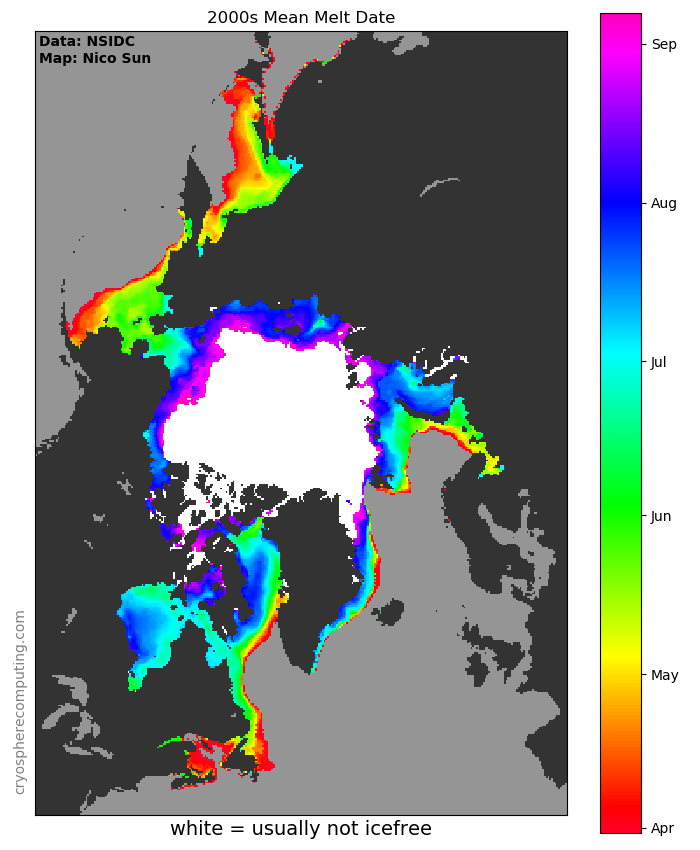 2000s Mean Melt Date
Data: NSIDC
Map: Nico Sun
Sep
Aug
Jul
Jun
May
Apr
cryospherecomputing.com
white = usually not icefree